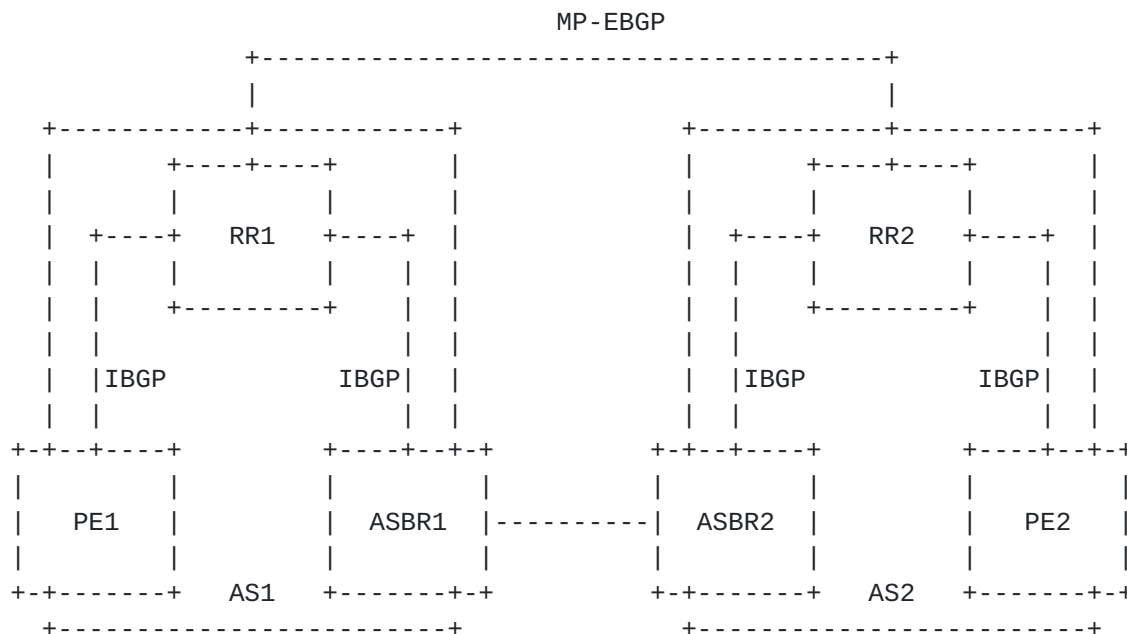 MP-EBGP
RR1 RR2
IBGP IBGP IBGP IBGP
PE1 ASBR1 ASBR2 PE2
AS1 AS2